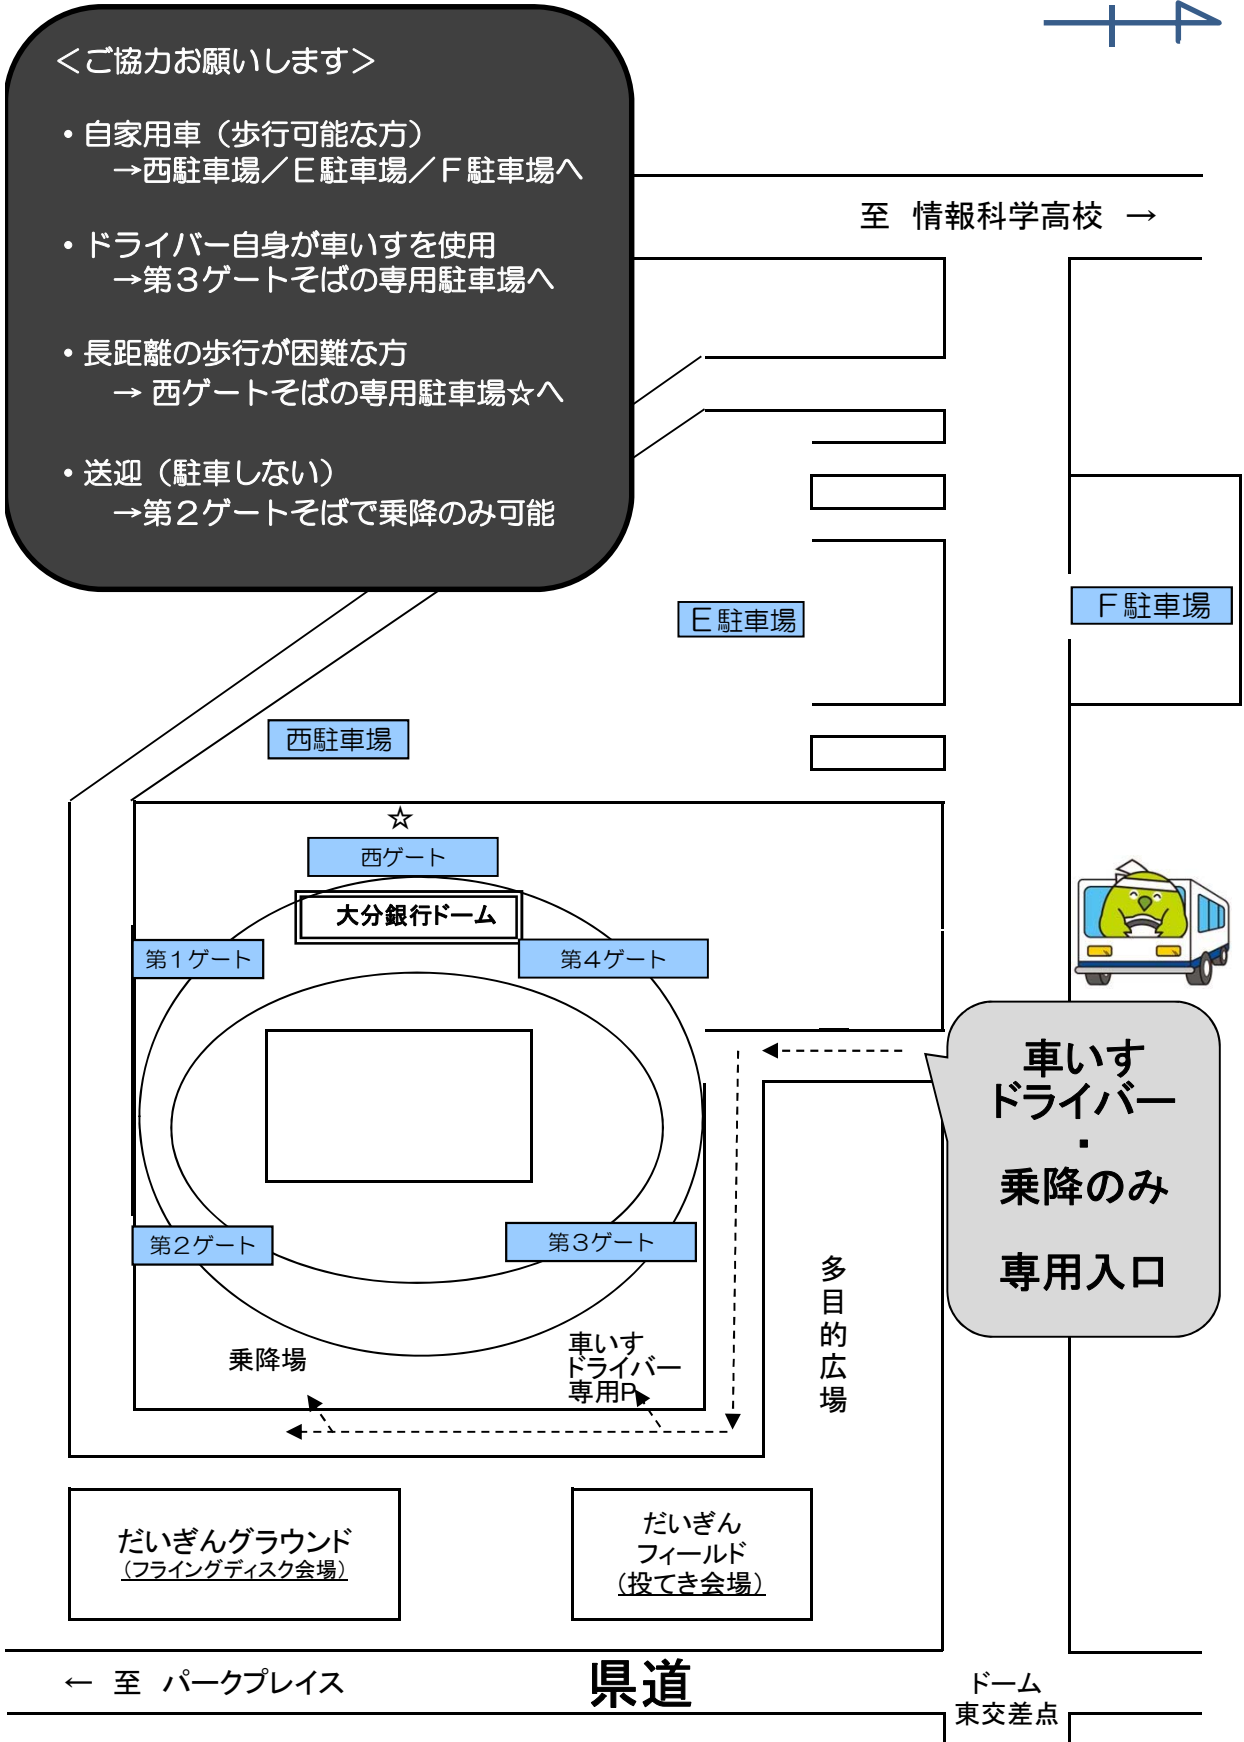 ＜ご協力お願いします＞
・自家用車（歩行可能な方）
→西駐車場／Ｅ駐車場／Ｆ駐車場へ
・ドライバー自身が車いすを使用
→第３ゲートそばの専用駐車場へ
・長距離の歩行が困難な方
→ 西ゲートそばの専用駐車場☆へ
・送迎（駐車しない）
→第２ゲートそばで乗降のみ可能
至　情報科学高校　→
Ｅ駐車場
Ｆ駐車場
西駐車場
☆
西ゲート
大分銀行ドーム
第１ゲート
第４ゲート
車いす
ドライバー
・
乗降のみ
専用入口
第２ゲート
第３ゲート
多目的広場
乗降場
車いす
ドライバー
専用P
だいぎんグラウンド
（フライングディスク会場）
だいぎん
フィールド
（投てき会場）
←　至　パークプレイス
県道
ドーム
東交差点